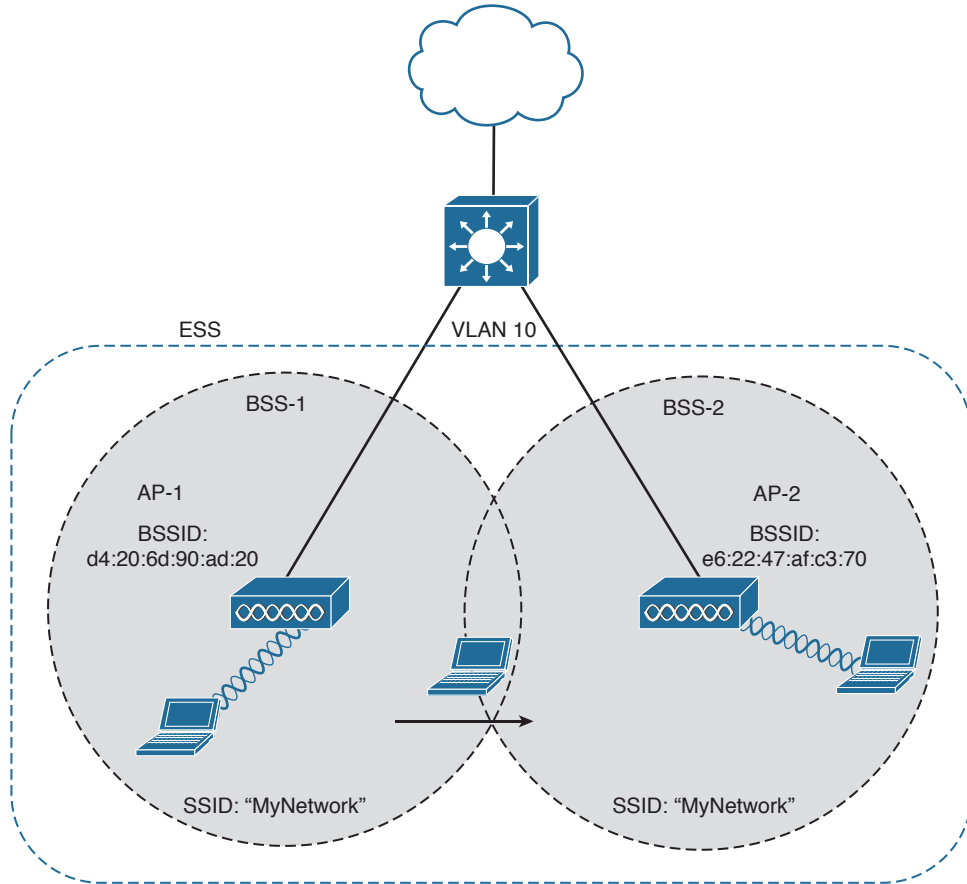 ESS
VLAN 10
BSS-1
BSS-2
AP-1
BSSID:
d4:20:6d:90:ad:20
AP-2
BSSID:
e6:22:47:af:c3:70
SSID: “MyNetwork”
SSID: “MyNetwork”